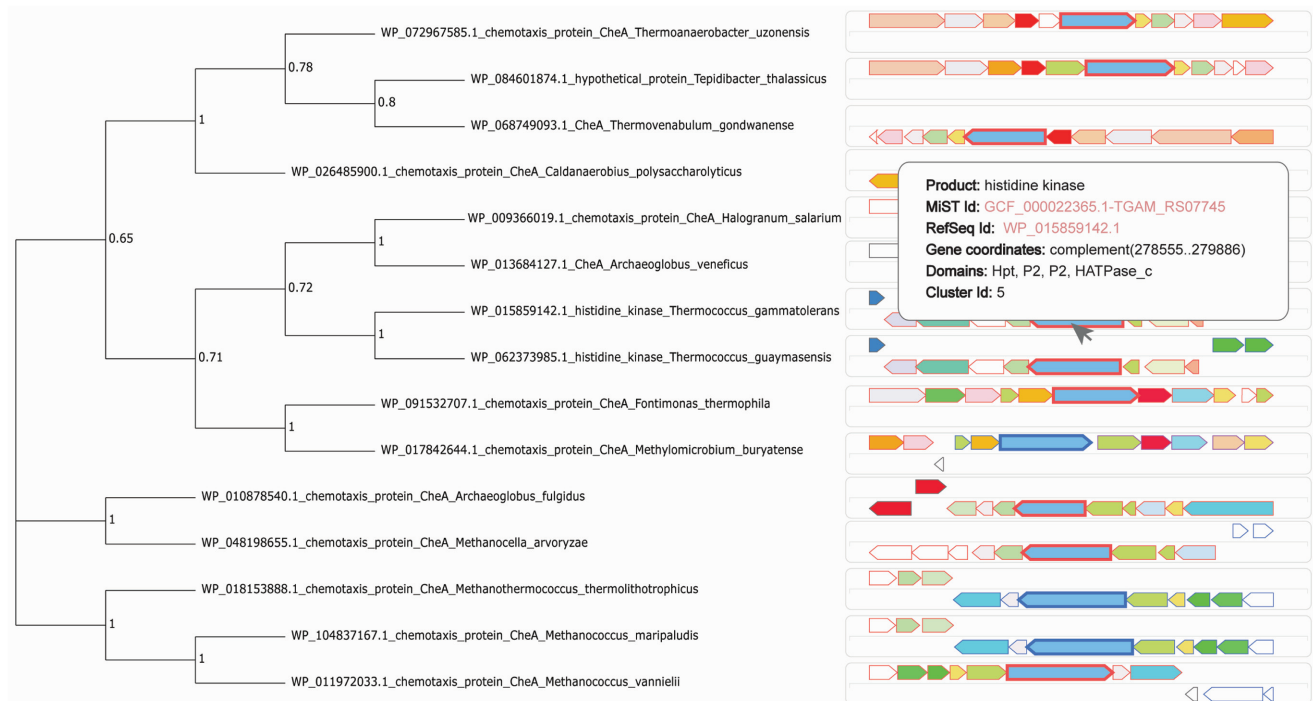 WP_072967585.1_chemotaxis_protein_CheA_Thermoanaerobacter_uzonensis
0.78
WP_084601874.1_hypothetical_protein_Tepidibacter_thalassicus
0.8
1
WP_068749093.1_CheA_Thermovenabulum_gondwanense
WP_026485900.1_chemotaxis_protein_CheA_Caldanaerobius_polysaccharolyticus
Product: histidine kinase
MiST Id: GCF_000022365.1-TGAM_RS07745
RefSeq Id: WP_015859142.1
Gene coordinates: complement(278555..279886)
Domains: Hpt, P2, P2, HATPase_c
Cluster Id: 5
0.65
WP_009366019.1_chemotaxis_protein_CheA_Halogranum_salarium
1
WP_013684127.1_CheA_Archaeoglobus_veneficus
0.72
WP_015859142.1_histidine_kinase_Thermococcus_gammatolerans
1
0.71
WP_062373985.1_histidine_kinase_Thermococcus_guaymasensis
WP_091532707.1_chemotaxis_protein_CheA_Fontimonas_thermophila
1
WP_017842644.1_chemotaxis_protein_CheA_Methylomicrobium_buryatense
WP_010878540.1_chemotaxis_protein_CheA_Archaeoglobus_fulgidus
1
WP_048198655.1_chemotaxis_protein_CheA_Methanocella_arvoryzae
WP_018153888.1_chemotaxis_protein_CheA_Methanothermococcus_thermolithotrophicus
1
WP_104837167.1_chemotaxis_protein_CheA_Methanococcus_maripaludis
1
WP_011972033.1_chemotaxis_protein_CheA_Methanococcus_vannielii